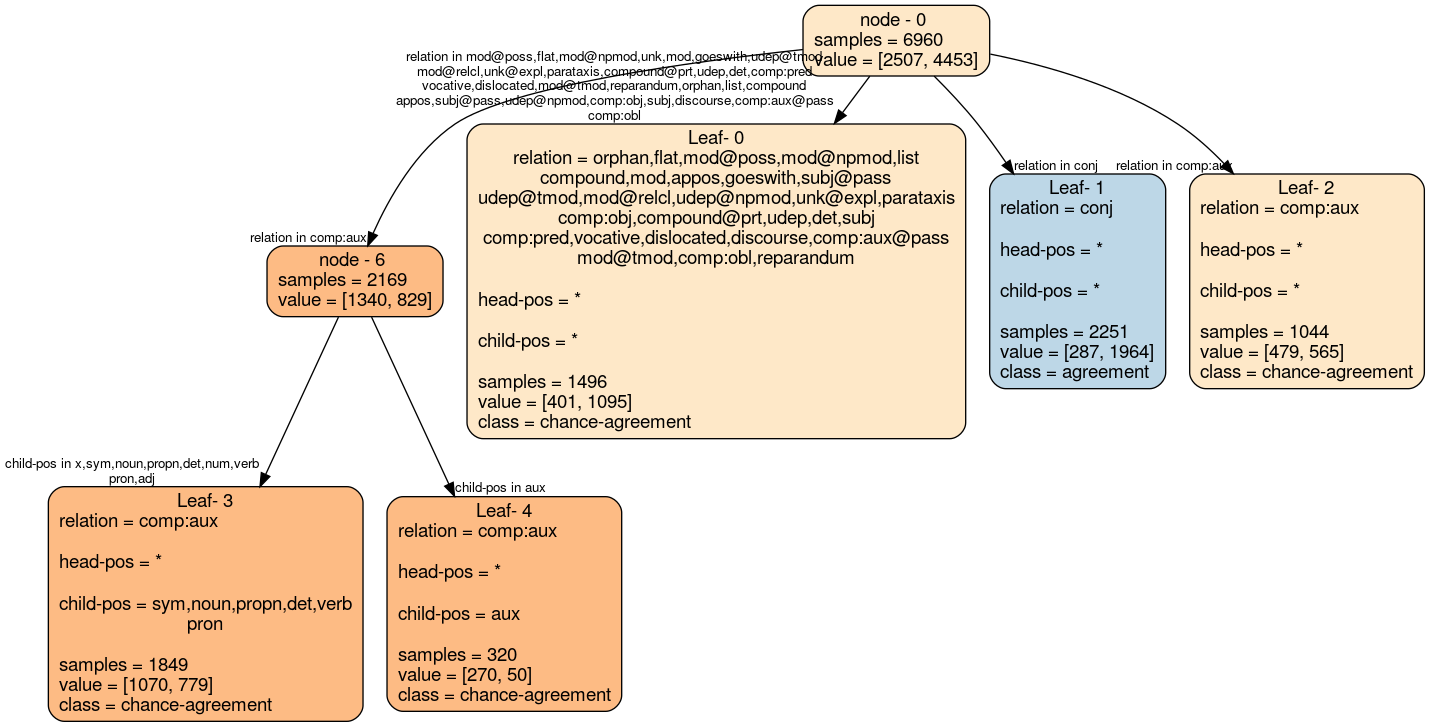 node - 0
samples = 6960
value = [2507, 4453]
relation in mod@poss,flat,mod@npmod,unk,mod,goeswith,udep@tmod
mod@relcl,unk@expl,parataxis,compound@prt,udep,det,comp:pred
vocative,dislocated,mod@tmod,reparandum,orphan,list,compound
appos,subj@pass,udep@npmod,comp:obj,subj,discourse,comp:aux@pass
comp:obl
relation in conj
relation in comp:aux
relation in comp:aux
node - 6
samples = 2169
value = [1340, 829]
Leaf- 0
relation = orphan,flat,mod@poss,mod@npmod,list
compound,mod,appos,goeswith,subj@pass
udep@tmod,mod@relcl,udep@npmod,unk@expl,parataxis
comp:obj,compound@prt,udep,det,subj
comp:pred,vocative,dislocated,discourse,comp:aux@pass
mod@tmod,comp:obl,reparandum
head-pos = *
child-pos = *
samples = 1496
value = [401, 1095]
class = chance-agreement
Leaf- 1
relation = conj
head-pos = *
child-pos = *
samples = 2251
value = [287, 1964]
class = agreement
Leaf- 2
relation = comp:aux
head-pos = *
child-pos = *
samples = 1044
value = [479, 565]
class = chance-agreement
child-pos in x,sym,noun,propn,det,num,verb
pron,adj
child-pos in aux
Leaf- 3
relation = comp:aux
head-pos = *
child-pos = sym,noun,propn,det,verb
pron
samples = 1849
value = [1070, 779]
class = chance-agreement
Leaf- 4
relation = comp:aux
head-pos = *
child-pos = aux
samples = 320
value = [270, 50]
class = chance-agreement